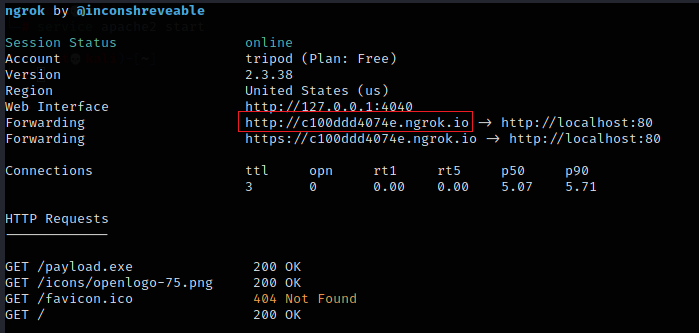 ngrok by @inconshreveable
Session Status online
Account tripod (Plan: Free)
Version 2.3.38
Region United States (us)
Web Interface http://127.0.0.1:4040
Forwarding http://c100ddd4074e.ngrok.io → http://localhost:80
Forwarding https://c100ddd4074e.ngrok.io → http://localhost:80
Connections ttl opn rt1 rt5 p50 p90
3 0 0.00 0.00 5.07 5.71
HTTP Requests
-------------
GET /payload.exe 200 OK
GET /icons/openlogo-75.png 200 OK
GET /favicon.ico 404 Not Found
GET / 200 OK